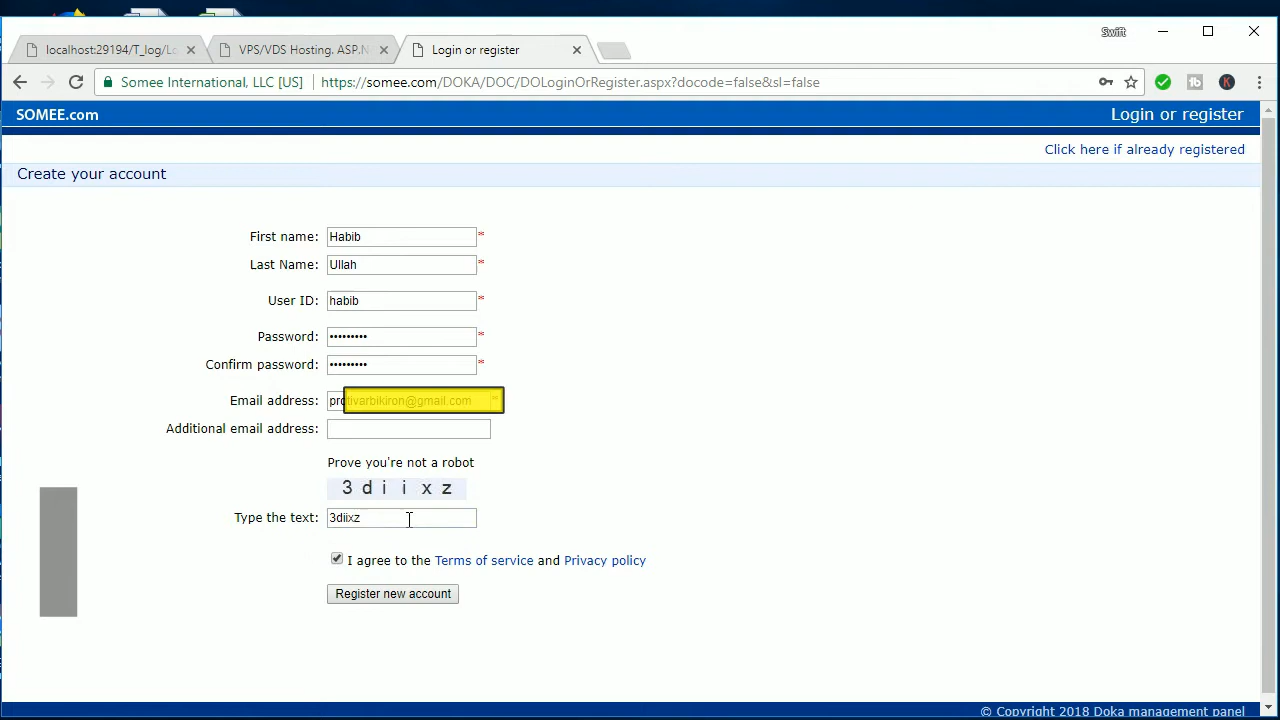 Swift
localhost:29194/T_log/Lo
VPS/VDS Hosting. ASP.N
Login or register
Somee International, LLC [US]
https://somee.com/DOKA/DOC/DOLoginOrRegister.aspx?docode=false&sl=false
SOMEE.com
Login or register
Click here if already registered
Create your account
First name: Habib *
Last Name: Ullah *
User ID: habib *
Password: ••••••••• *
Confirm password: ••••••••• *
Email address: protivarbikiron@gmail.com *
Additional email address:
Prove you're not a robot
3 d i i x z
Type the text: 3diixz
I agree to the Terms of service and Privacy policy
Register new account
© Copyright 2018 Doka management panel